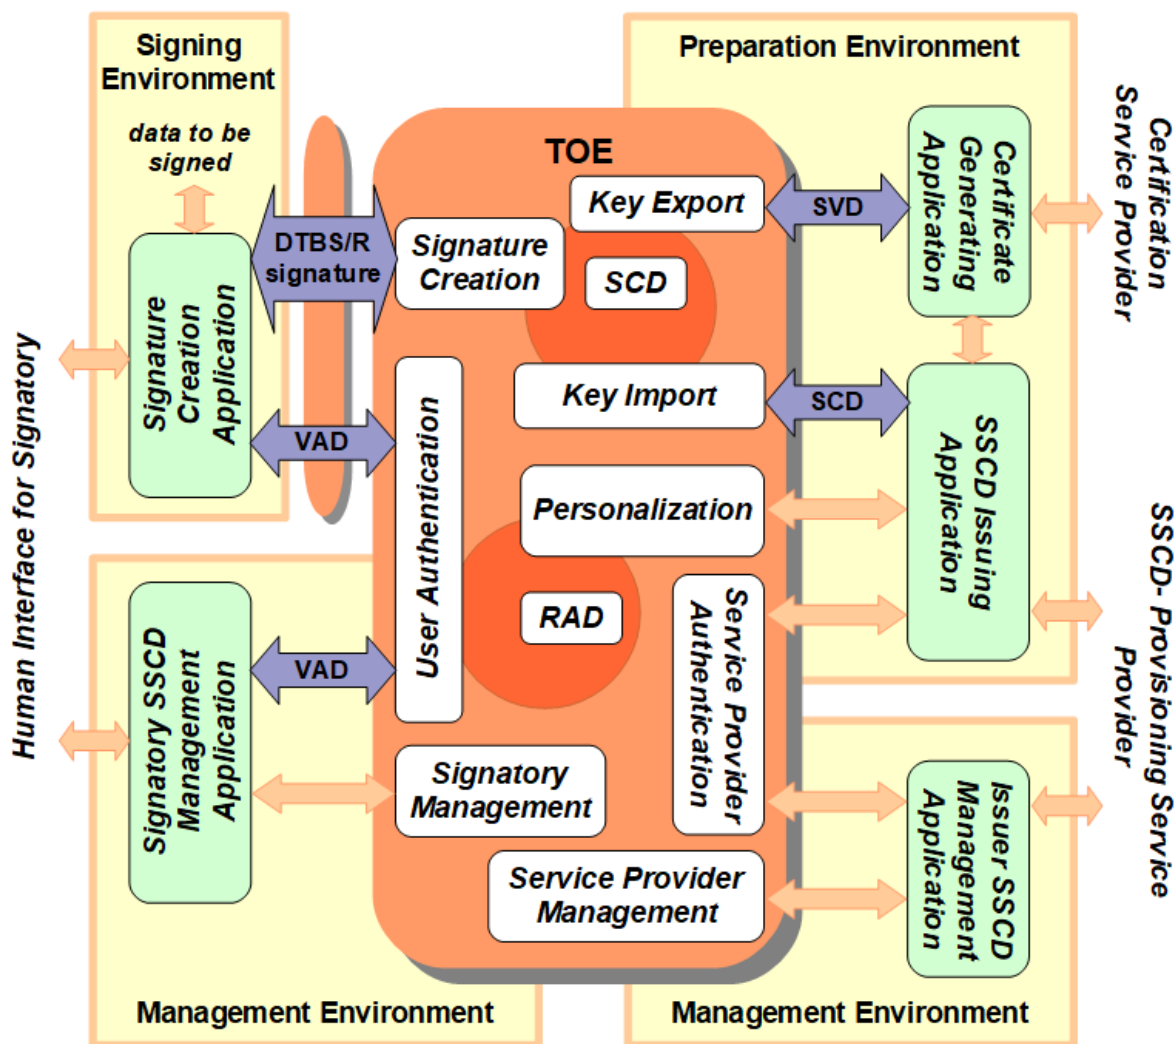 Signing
Environment
data to be
signed
Signature
Creation
Application
Human Interface for Signatory
DTBS/R
signature
VAD
Signatory SSCD
Management
Application
VAD
Management Environment
TOE
Key Export
Signature
Creation
SCD
Key Import
User Authentication
Personalization
RAD
Service Provider
Authentication
Signatory
Management
Service Provider
Management
Preparation Environment
SVD
Certificate
Generating
Application
Certification
Service Provider
SCD
SSCD Issuing
Application
SSCD- Provisioning Service
Provider
Issuer SSCD
Management
Application
Management Environment